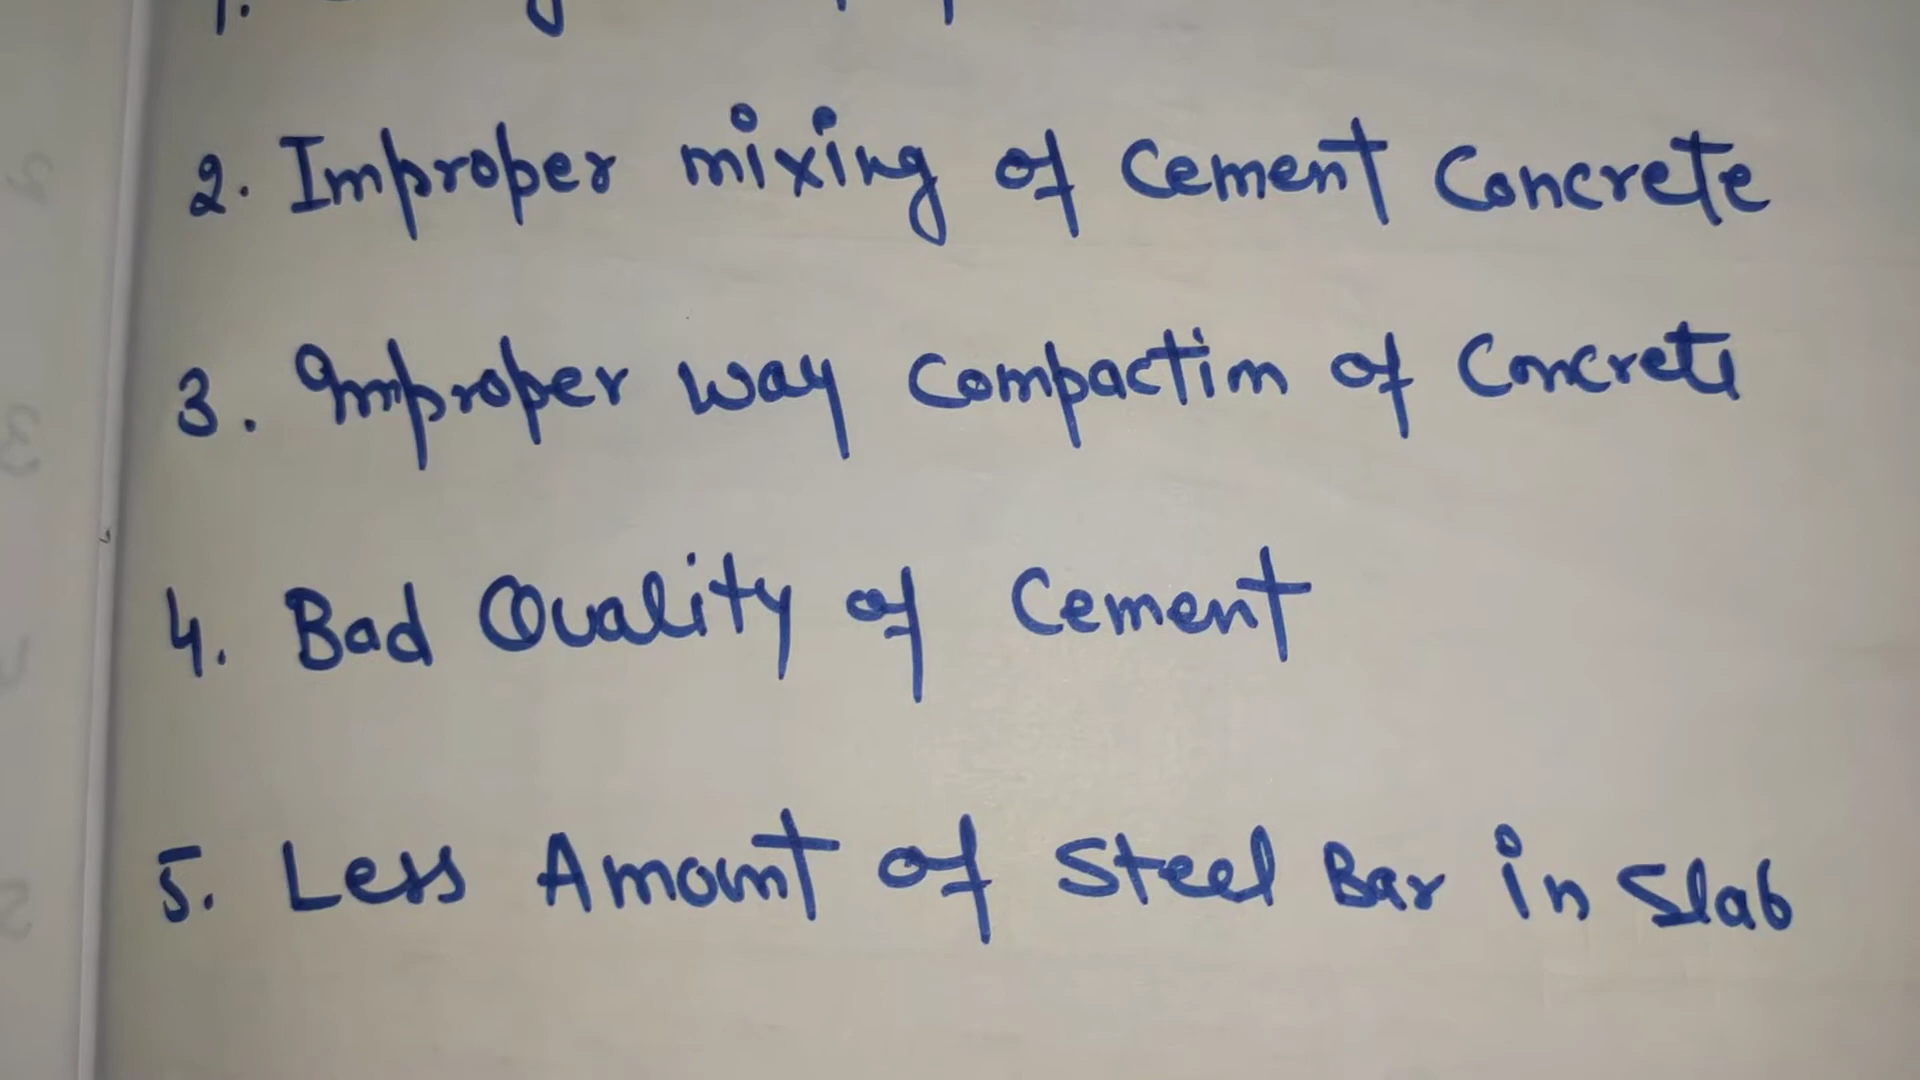 1.
2. Improper mixing of Cement Concrete
3. Improper way Compaction of Concrete
4. Bad Quality of Cement
5. Less Amount of Steel Bar in Slab